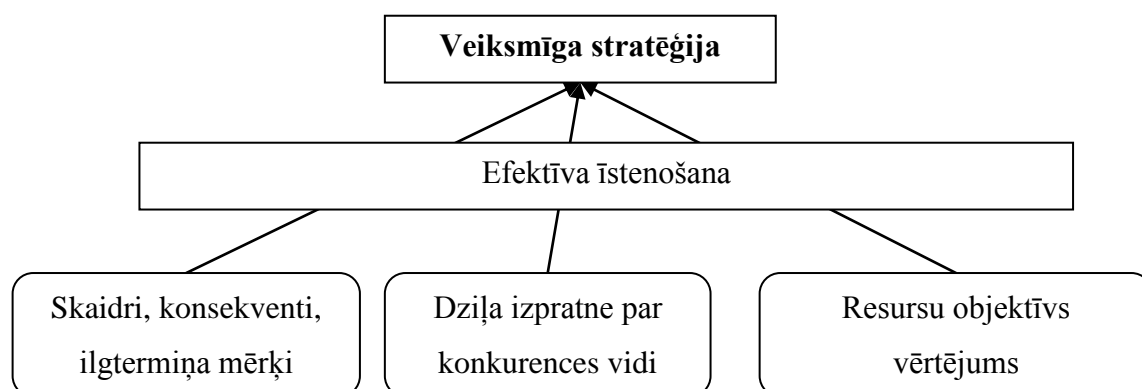 Veiksmīga stratēģija
Efektīva īstenošana
Skaidri, konsekventi,
ilgtermiņa mērķi
Dziļa izpratne par
konkurences vidi
Resursu objektīvs
vērtējums